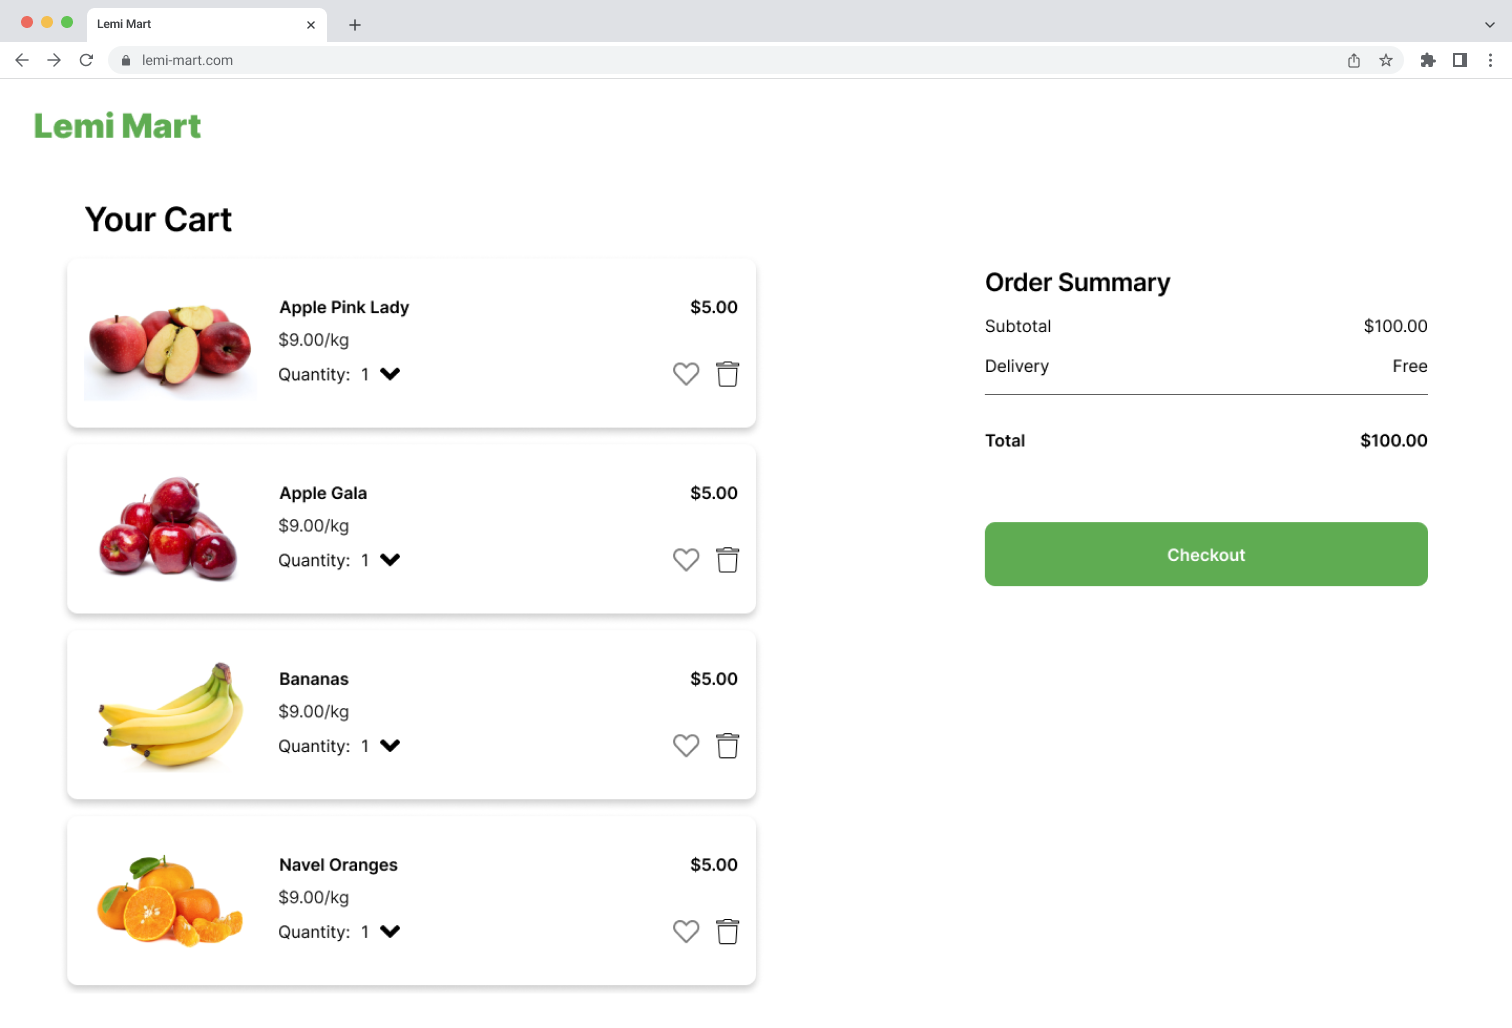 Lemi Mart
lemi-mart.com
Lemi Mart
Your Cart
Apple Pink Lady $5.00
$9.00/kg
Quantity: 1
Apple Gala $5.00
$9.00/kg
Quantity: 1
Bananas $5.00
$9.00/kg
Quantity: 1
Navel Oranges $5.00
$9.00/kg
Quantity: 1
Order Summary
Subtotal $100.00
Delivery Free
Total $100.00
Checkout